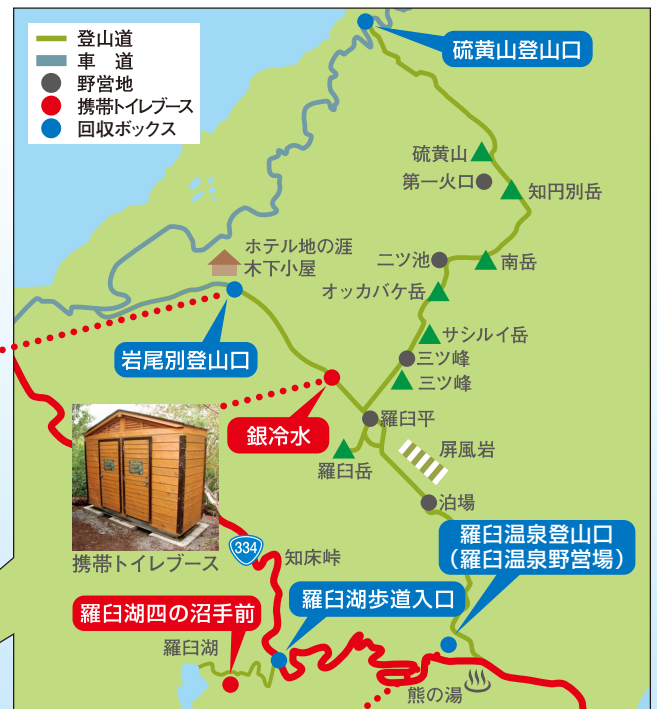 登山道
車　道
野営地
携帯トイレブース
回収ボックス
硫黄山登山口
硫黄山
第一火口
知円別岳
ホテル地の涯
木下小屋
二ツ池
南岳
オッカバケ岳
サシルイ岳
三ツ峰
三ツ峰
岩尾別登山口
銀冷水
羅臼平
羅臼岳
屏風岩
泊場
羅臼温泉登山口
（羅臼温泉野営場）
携帯トイレブース
334
知床峠
羅臼湖四の沼手前
羅臼湖歩道入口
羅臼湖
熊の湯